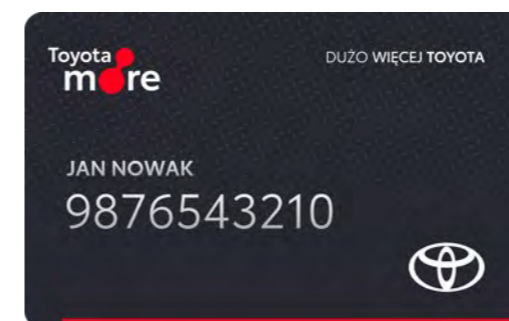 Toyota
more
DUŻO WIĘCEJ TOYOTA
JAN NOWAK
9876543210